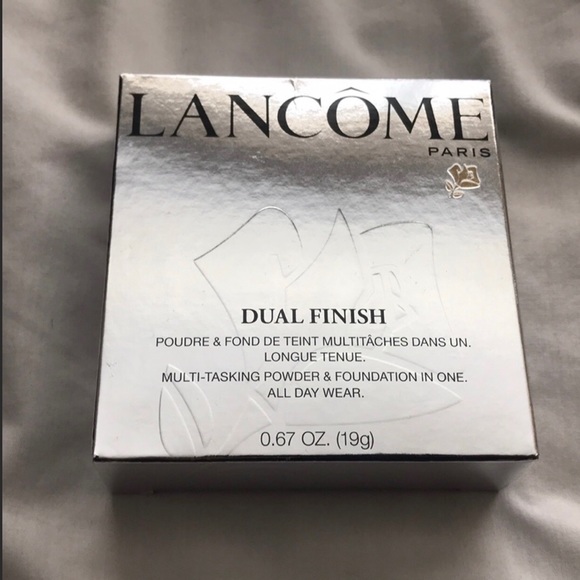 LANCÔME
PARIS
DUAL FINISH
POUDRE & FOND DE TEINT MULTITÂCHES DANS UN.
LONGUE TENUE.
MULTI-TASKING POWDER & FOUNDATION IN ONE.
ALL DAY WEAR.
0.67 OZ. (19g)